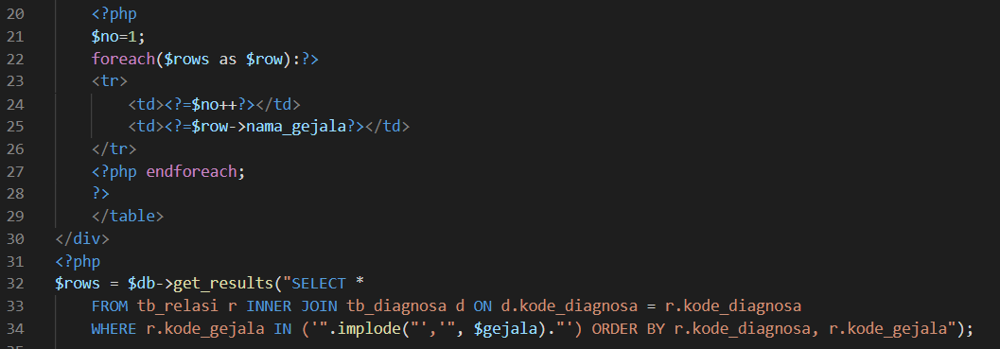 20 <?php
21 $no=1;
22 foreach($rows as $row):?>
23 <tr>
24 <td><?=$no++?></td>
25 <td><?=$row->nama_gejala?></td>
26 </tr>
27 <?php endforeach;
28 ?>
29 </table>
30 </div>
31 <?php
32 $rows = $db->get_results("SELECT *
33 FROM tb_relasi r INNER JOIN tb_diagnosa d ON d.kode_diagnosa = r.kode_diagnosa
34 WHERE r.kode_gejala IN ('".implode("','", $gejala)."') ORDER BY r.kode_diagnosa, r.kode_gejala");